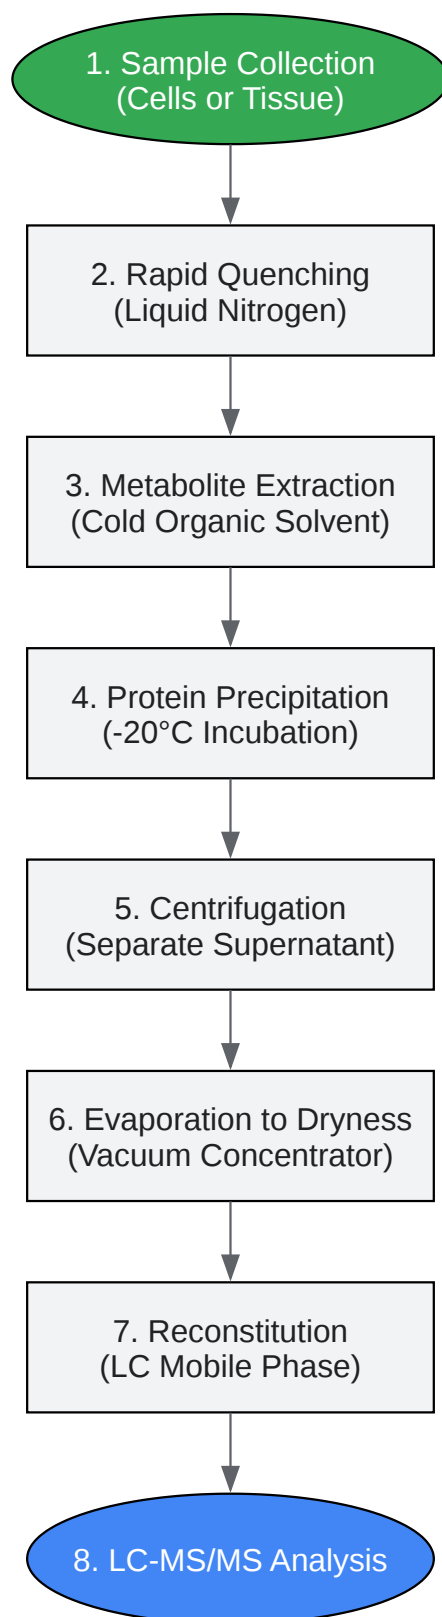 1. Sample Collection
(Cells or Tissue)
2. Rapid Quenching
(Liquid Nitrogen)
3. Metabolite Extraction
(Cold Organic Solvent)
4. Protein Precipitation
(-20°C Incubation)
5. Centrifugation
(Separate Supernatant)
6. Evaporation to Dryness
(Vacuum Concentrator)
7. Reconstitution
(LC Mobile Phase)
8. LC-MS/MS Analysis